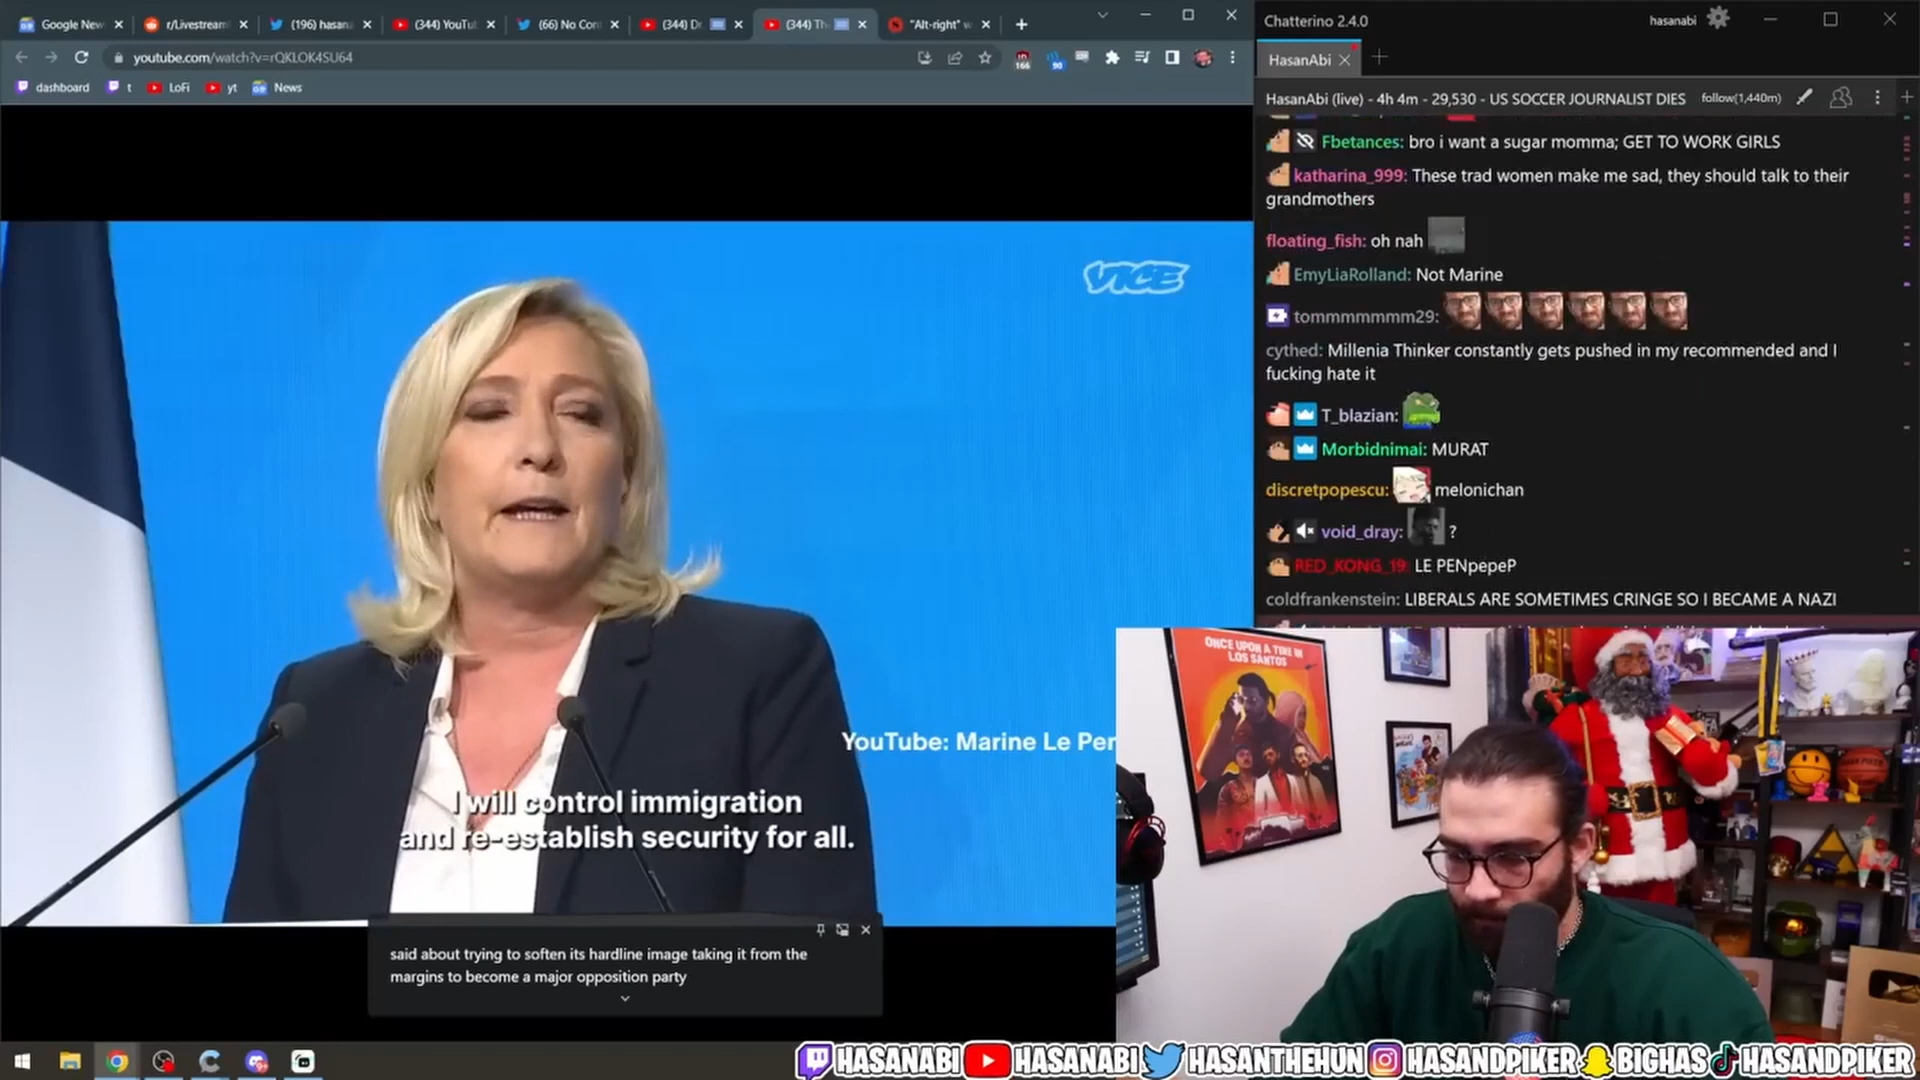 Google New
r/Livestream
(196) hasana
(344) YouTu
(66) No Con
(344) D
(344) Th
"Alt-right" w
youtube.com/watch?v=rQKLOK4SU64
166
90
dashboard
t
LoFi
yt
News
VICE
YouTube: Marine Le Pen
I will control immigration
and re-establish security for all.
said about trying to soften its hardline image taking it from the
margins to become a major opposition party
Chatterino 2.4.0
hasanabi
HasanAbi
HasanAbi (live) - 4h 4m - 29,530 - US SOCCER JOURNALIST DIES
follow(1,440m)
Fbetances: bro i want a sugar momma; GET TO WORK GIRLS
katharina_999: These trad women make me sad, they should talk to their
grandmothers
floating_fish: oh nah
EmyLiaRolland: Not Marine
tommmmmmm29:
cythed: Millenia Thinker constantly gets pushed in my recommended and I
fucking hate it
T_blazian:
Morbidnimai: MURAT
discretpopescu: melonichan
void_dray: ?
RED_KONG_19: LE PENpepeP
coldfrankenstein: LIBERALS ARE SOMETIMES CRINGE SO I BECAME A NAZI
ONCE UPON A TIME IN
LOS SANTOS
HASANABI HASANABI HASANTHEHUN HASANDPIKER BIGHAS HASANDPIKER